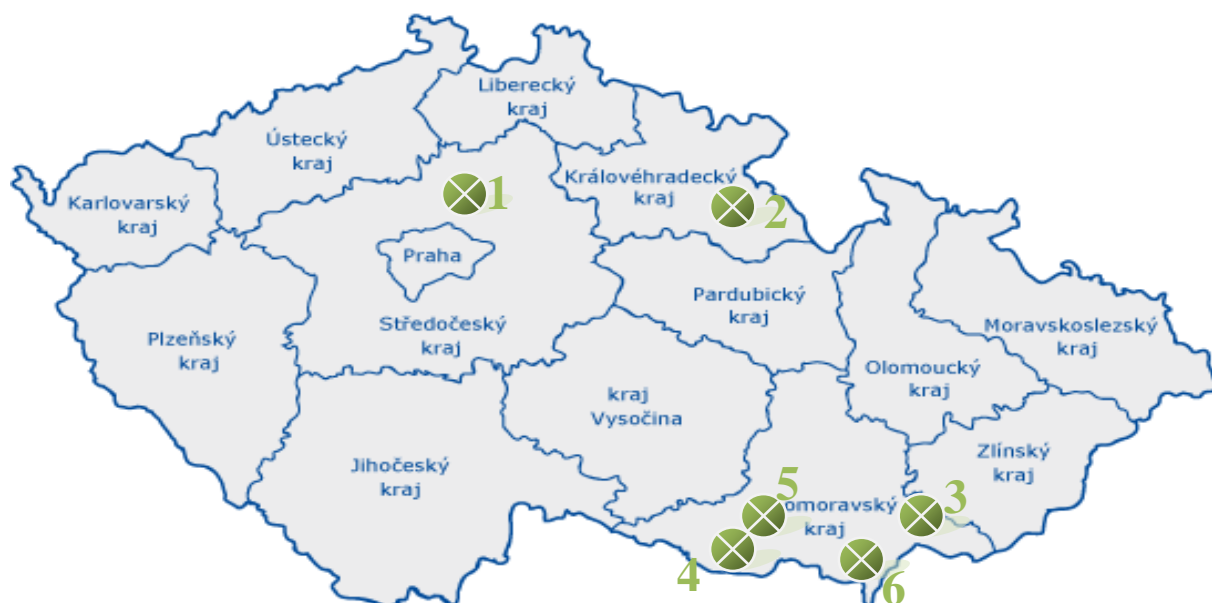 Liberecký
kraj
Ústecký
kraj
Královéhradecký
kraj
Karlovarský
kraj
1
2
Praha
Pardubický
kraj
Středočeský
kraj
Plzeňský
kraj
Moravskoslezský
kraj
Olomoucký
kraj
kraj
Vysočina
Zlínský
kraj
Jihočeský
kraj
5
omoravský
kraj
3
4
6